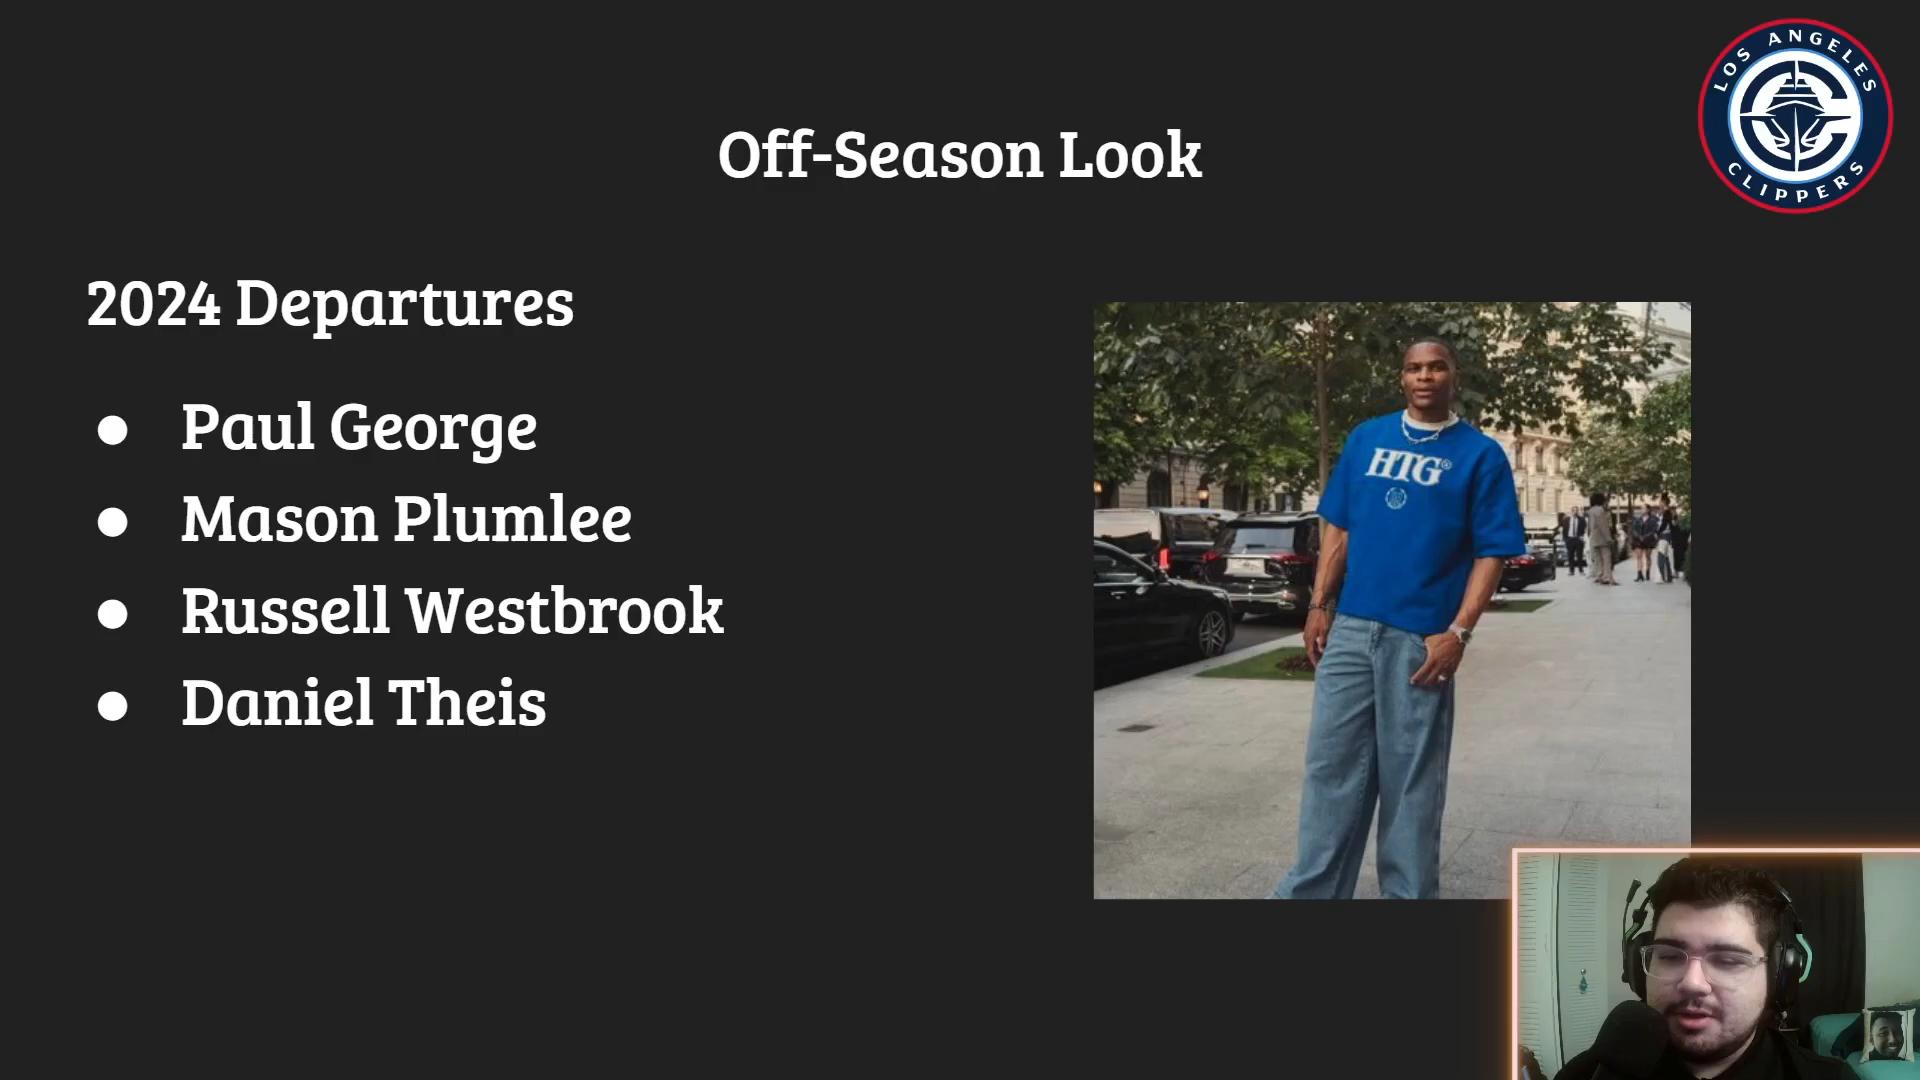 LOS ANGELES
CLIPPERS
Off-Season Look
2024 Departures
● Paul George
● Mason Plumlee
● Russell Westbrook
● Daniel Theis
HTG®